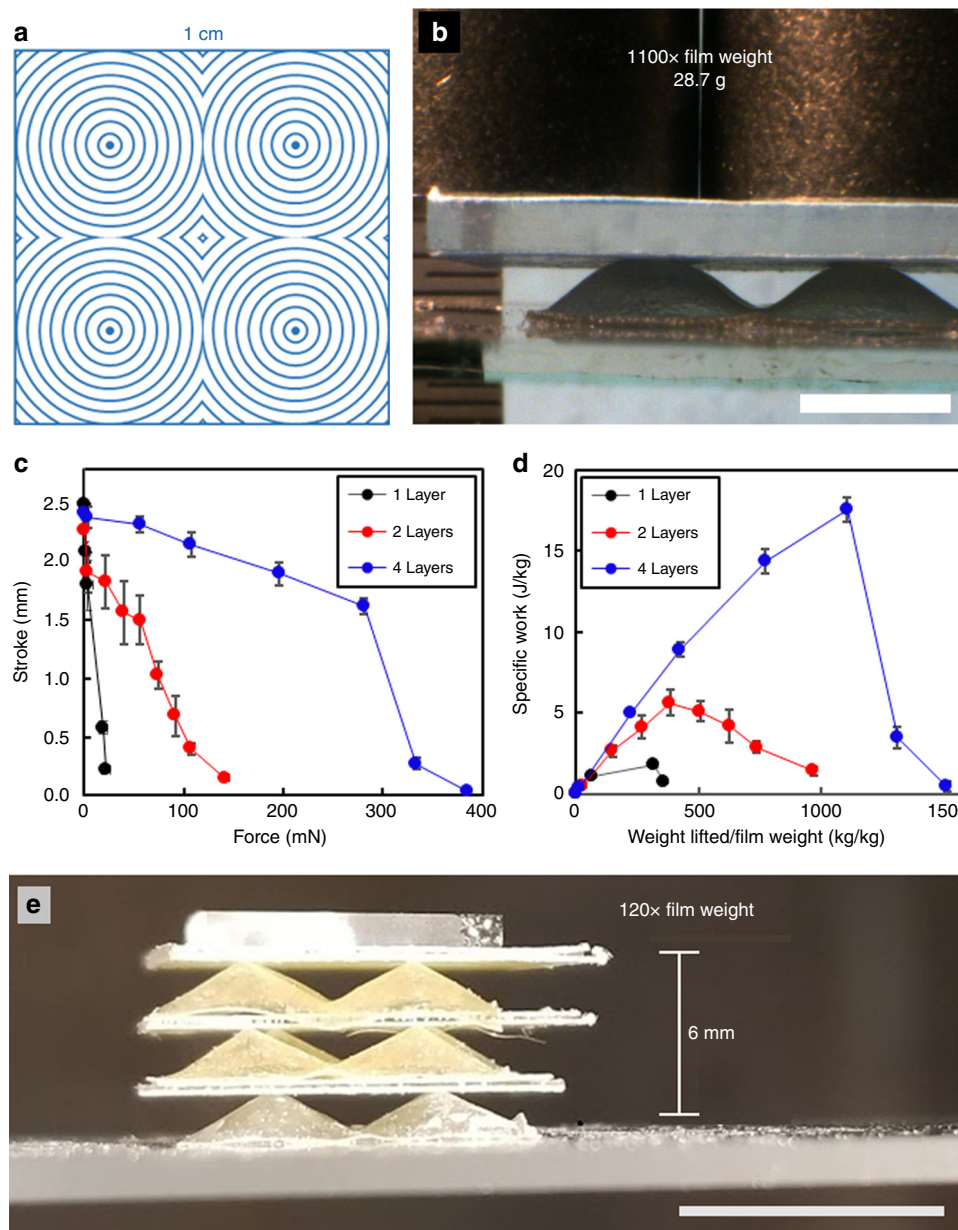 a
1 cm
b
1100× film weight
28.7 g
c
2.5
2.0
1.5
1.0
0.5
0.0
0
100
200
300
400
Stroke (mm)
Force (mN)
1 Layer
2 Layers
4 Layers
d
20
15
10
5
0
0
500
1000
150
Specific work (J/kg)
Weight lifted/film weight (kg/kg)
1 Layer
2 Layers
4 Layers
e
120× film weight
6 mm